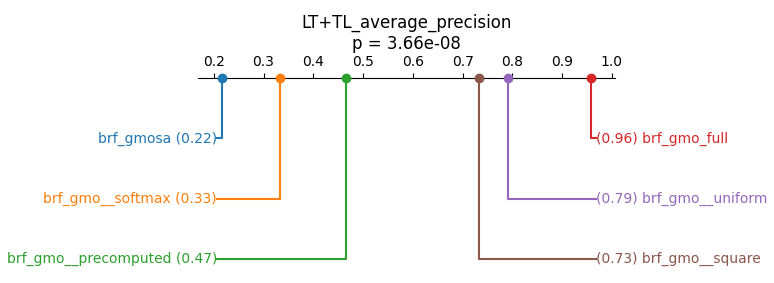 LT+TL_average_precision
p = 3.66e-08
0.2 0.3 0.4 0.5 0.6 0.7 0.8 0.9 1.0
brf_gmosa (0.22) (0.96) brf_gmo_full
brf_gmo__softmax (0.33) (0.79) brf_gmo__uniform
brf_gmo__precomputed (0.47) (0.73) brf_gmo__square